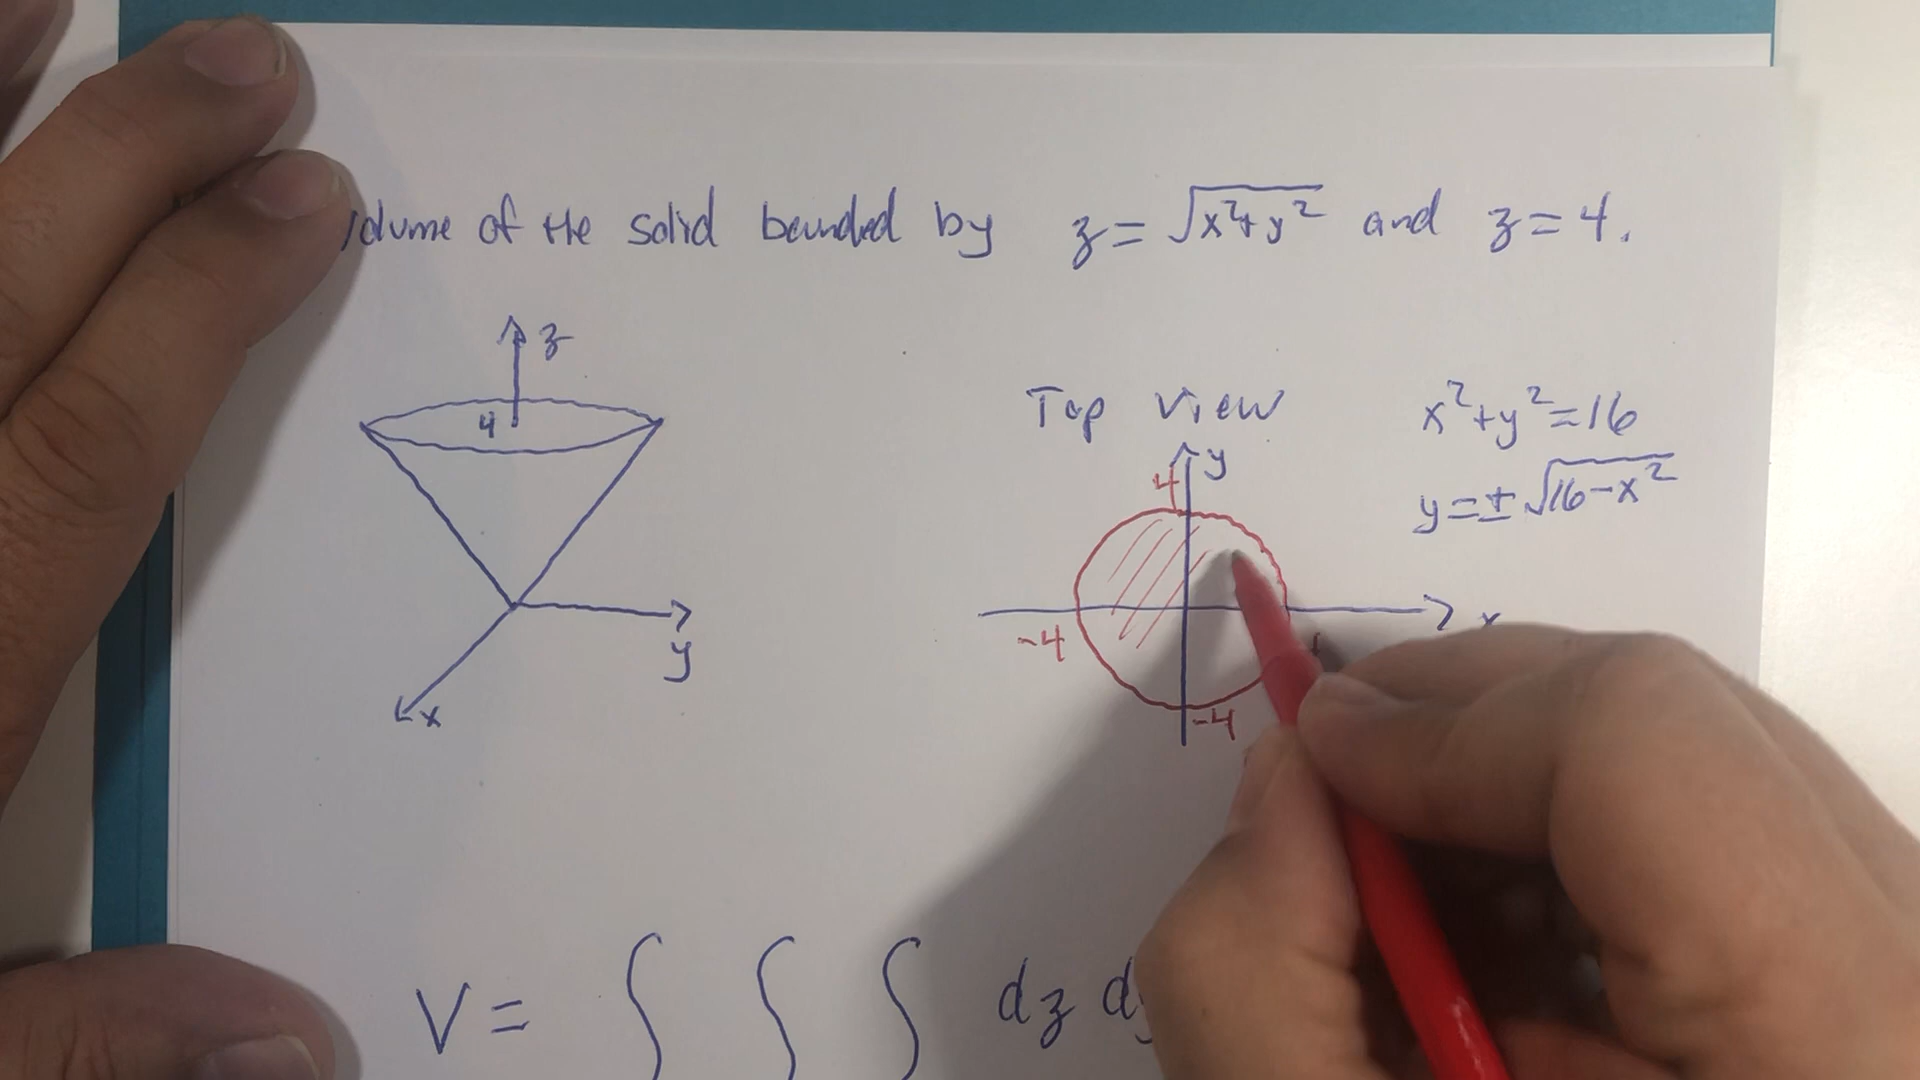 of the solid bounded by z = √(x²+y²) and z = 4.
z
4
y
x
Top View
y
4
-4
-4
x²+y²=16
y=±√(16-x²)
V = ∫ ∫ ∫ dz